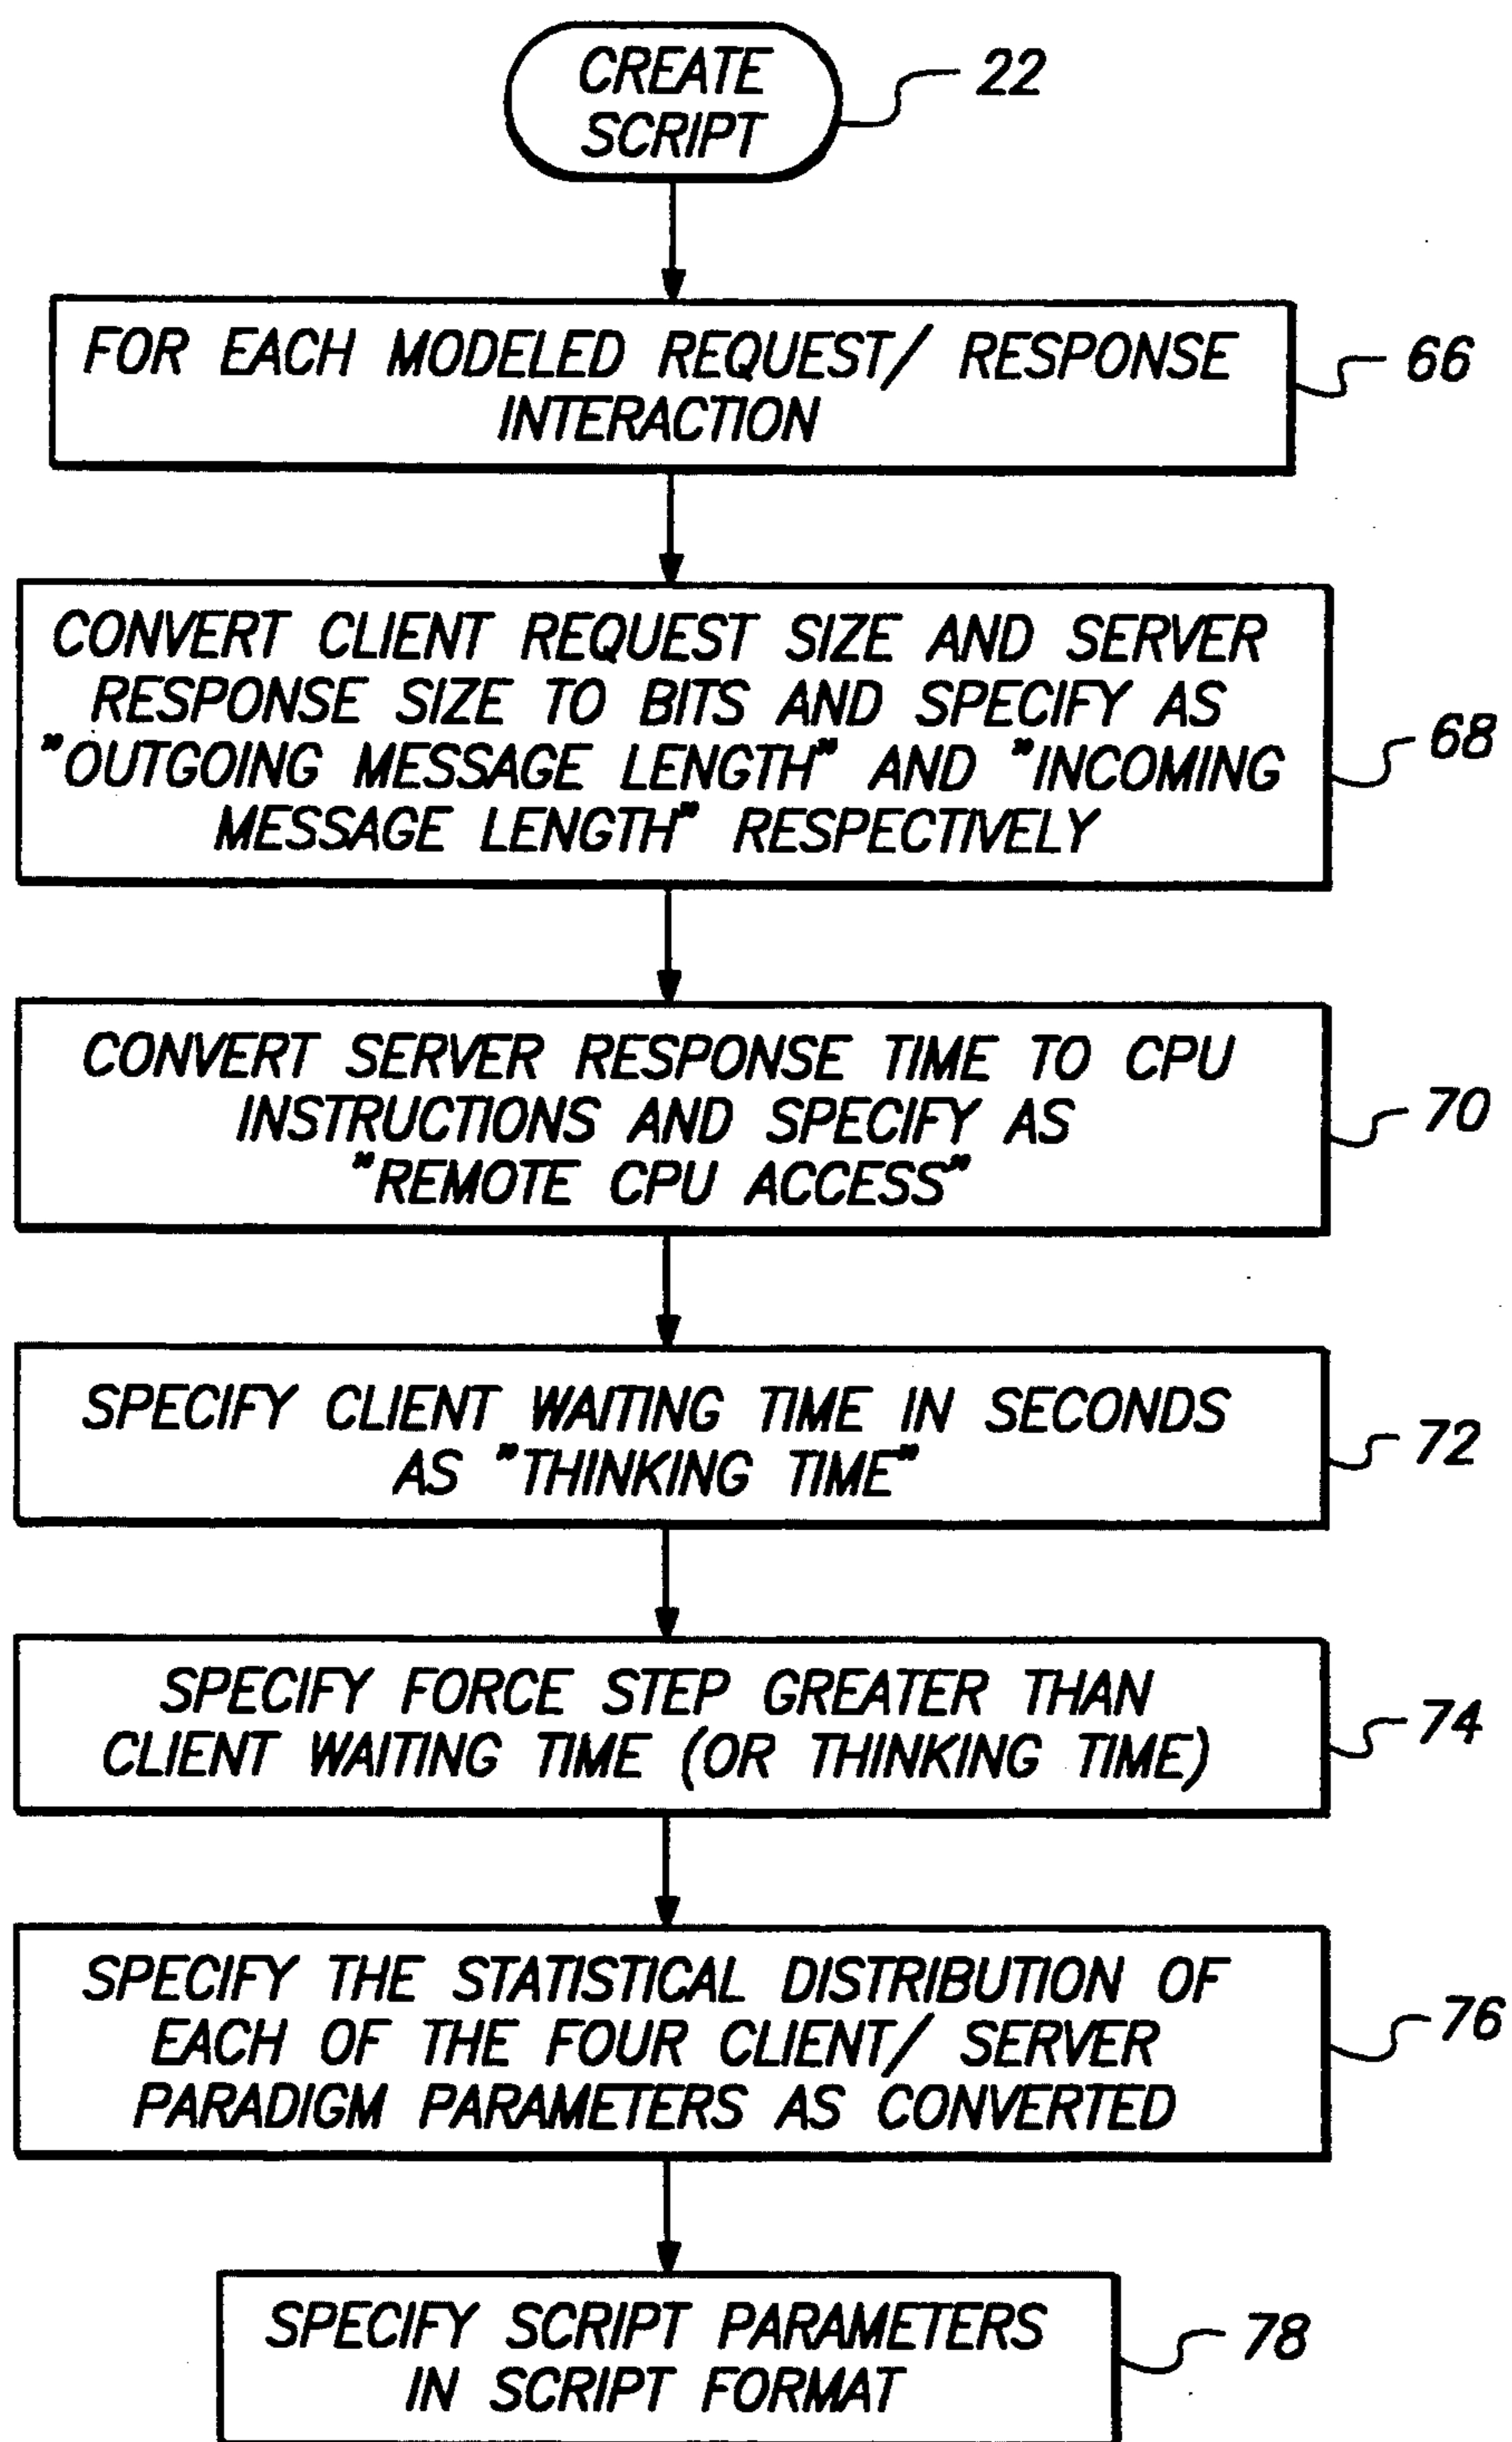 CREATE
SCRIPT
22
FOR EACH MODELED REQUEST/ RESPONSE
INTERACTION
66
CONVERT CLIENT REQUEST SIZE AND SERVER
RESPONSE SIZE TO BITS AND SPECIFY AS
"OUTGOING MESSAGE LENGTH" AND "INCOMING
MESSAGE LENGTH" RESPECTIVELY
68
CONVERT SERVER RESPONSE TIME TO CPU
INSTRUCTIONS AND SPECIFY AS
"REMOTE CPU ACCESS"
70
SPECIFY CLIENT WAITING TIME IN SECONDS
AS "THINKING TIME"
72
SPECIFY FORCE STEP GREATER THAN
CLIENT WAITING TIME (OR THINKING TIME)
74
SPECIFY THE STATISTICAL DISTRIBUTION OF
EACH OF THE FOUR CLIENT/ SERVER
PARADIGM PARAMETERS AS CONVERTED
76
SPECIFY SCRIPT PARAMETERS
IN SCRIPT FORMAT
78